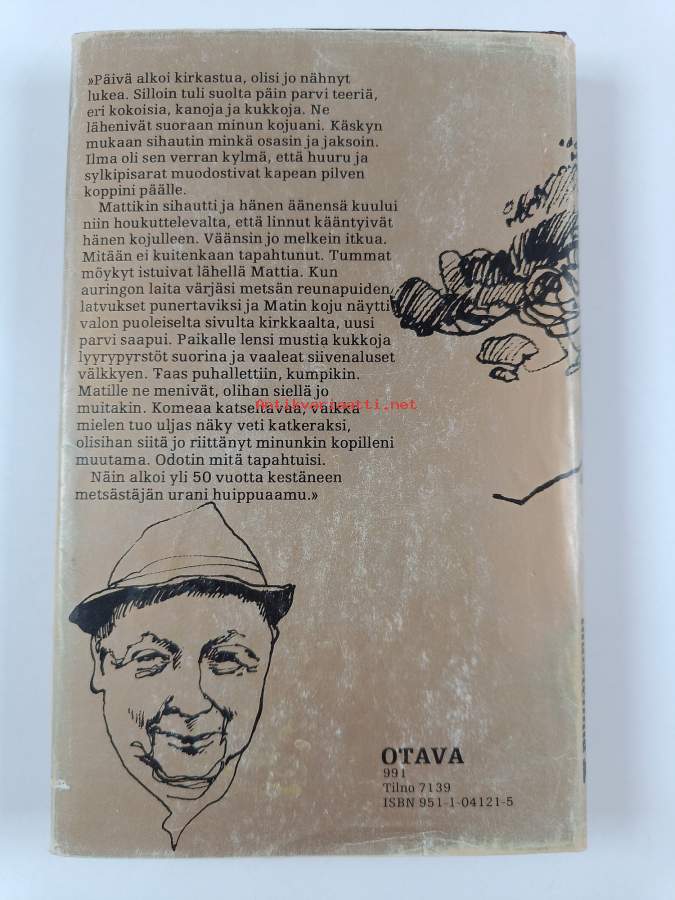 »Päivä alkoi kirkastua, olisi jo nähnyt
lukea. Silloin tuli suolta päin parvi teeriä,
eri kokoisia, kanoja ja kukkoja. Ne
lähenivät suoraan minun kojuani. Käskyn
mukaan sihautin minkä osasin ja jaksoin.
Ilma oli sen verran kylmä, että huuru ja
sylkipisarat muodostivat kapean pilven
koppini päälle.
Mattikin sihautti ja hänen äänensä kuului
niin houkuttelevalta, että linnut kääntyivät
hänen kojulleen. Väänsin jo melkein itkua.
Mitään ei kuitenkaan tapahtunut. Tummat
möykyt istuivat lähellä Mattia. Kun
auringon laita värjäsi metsän reunapuiden
latvukset punertaviksi ja Matin koju näytti
valon puoleiselta sivulta kirkkaalta, uusi
parvi saapui. Paikalle lensi mustia kukkoja
lyyrypyrstöt suorina ja vaaleat siivenaluset
välkkyen. Taas puhallettiin, kumpikin.
Matille ne menivät, olihan siellä jo
muitakin. Komeaa katseltavaa, vaikka
mielen tuo uljas näky veti katkeraksi,
olisihan siitä jo riittänyt minunkin kopilleni
muutama. Odotin mitä tapahtuisi.
Näin alkoi yli 50 vuotta kestäneen
metsästäjän urani huippuaamu.»
Antikvariaatti.net
OTAVA
991
Tilno 7139
ISBN 951-1-04121-5